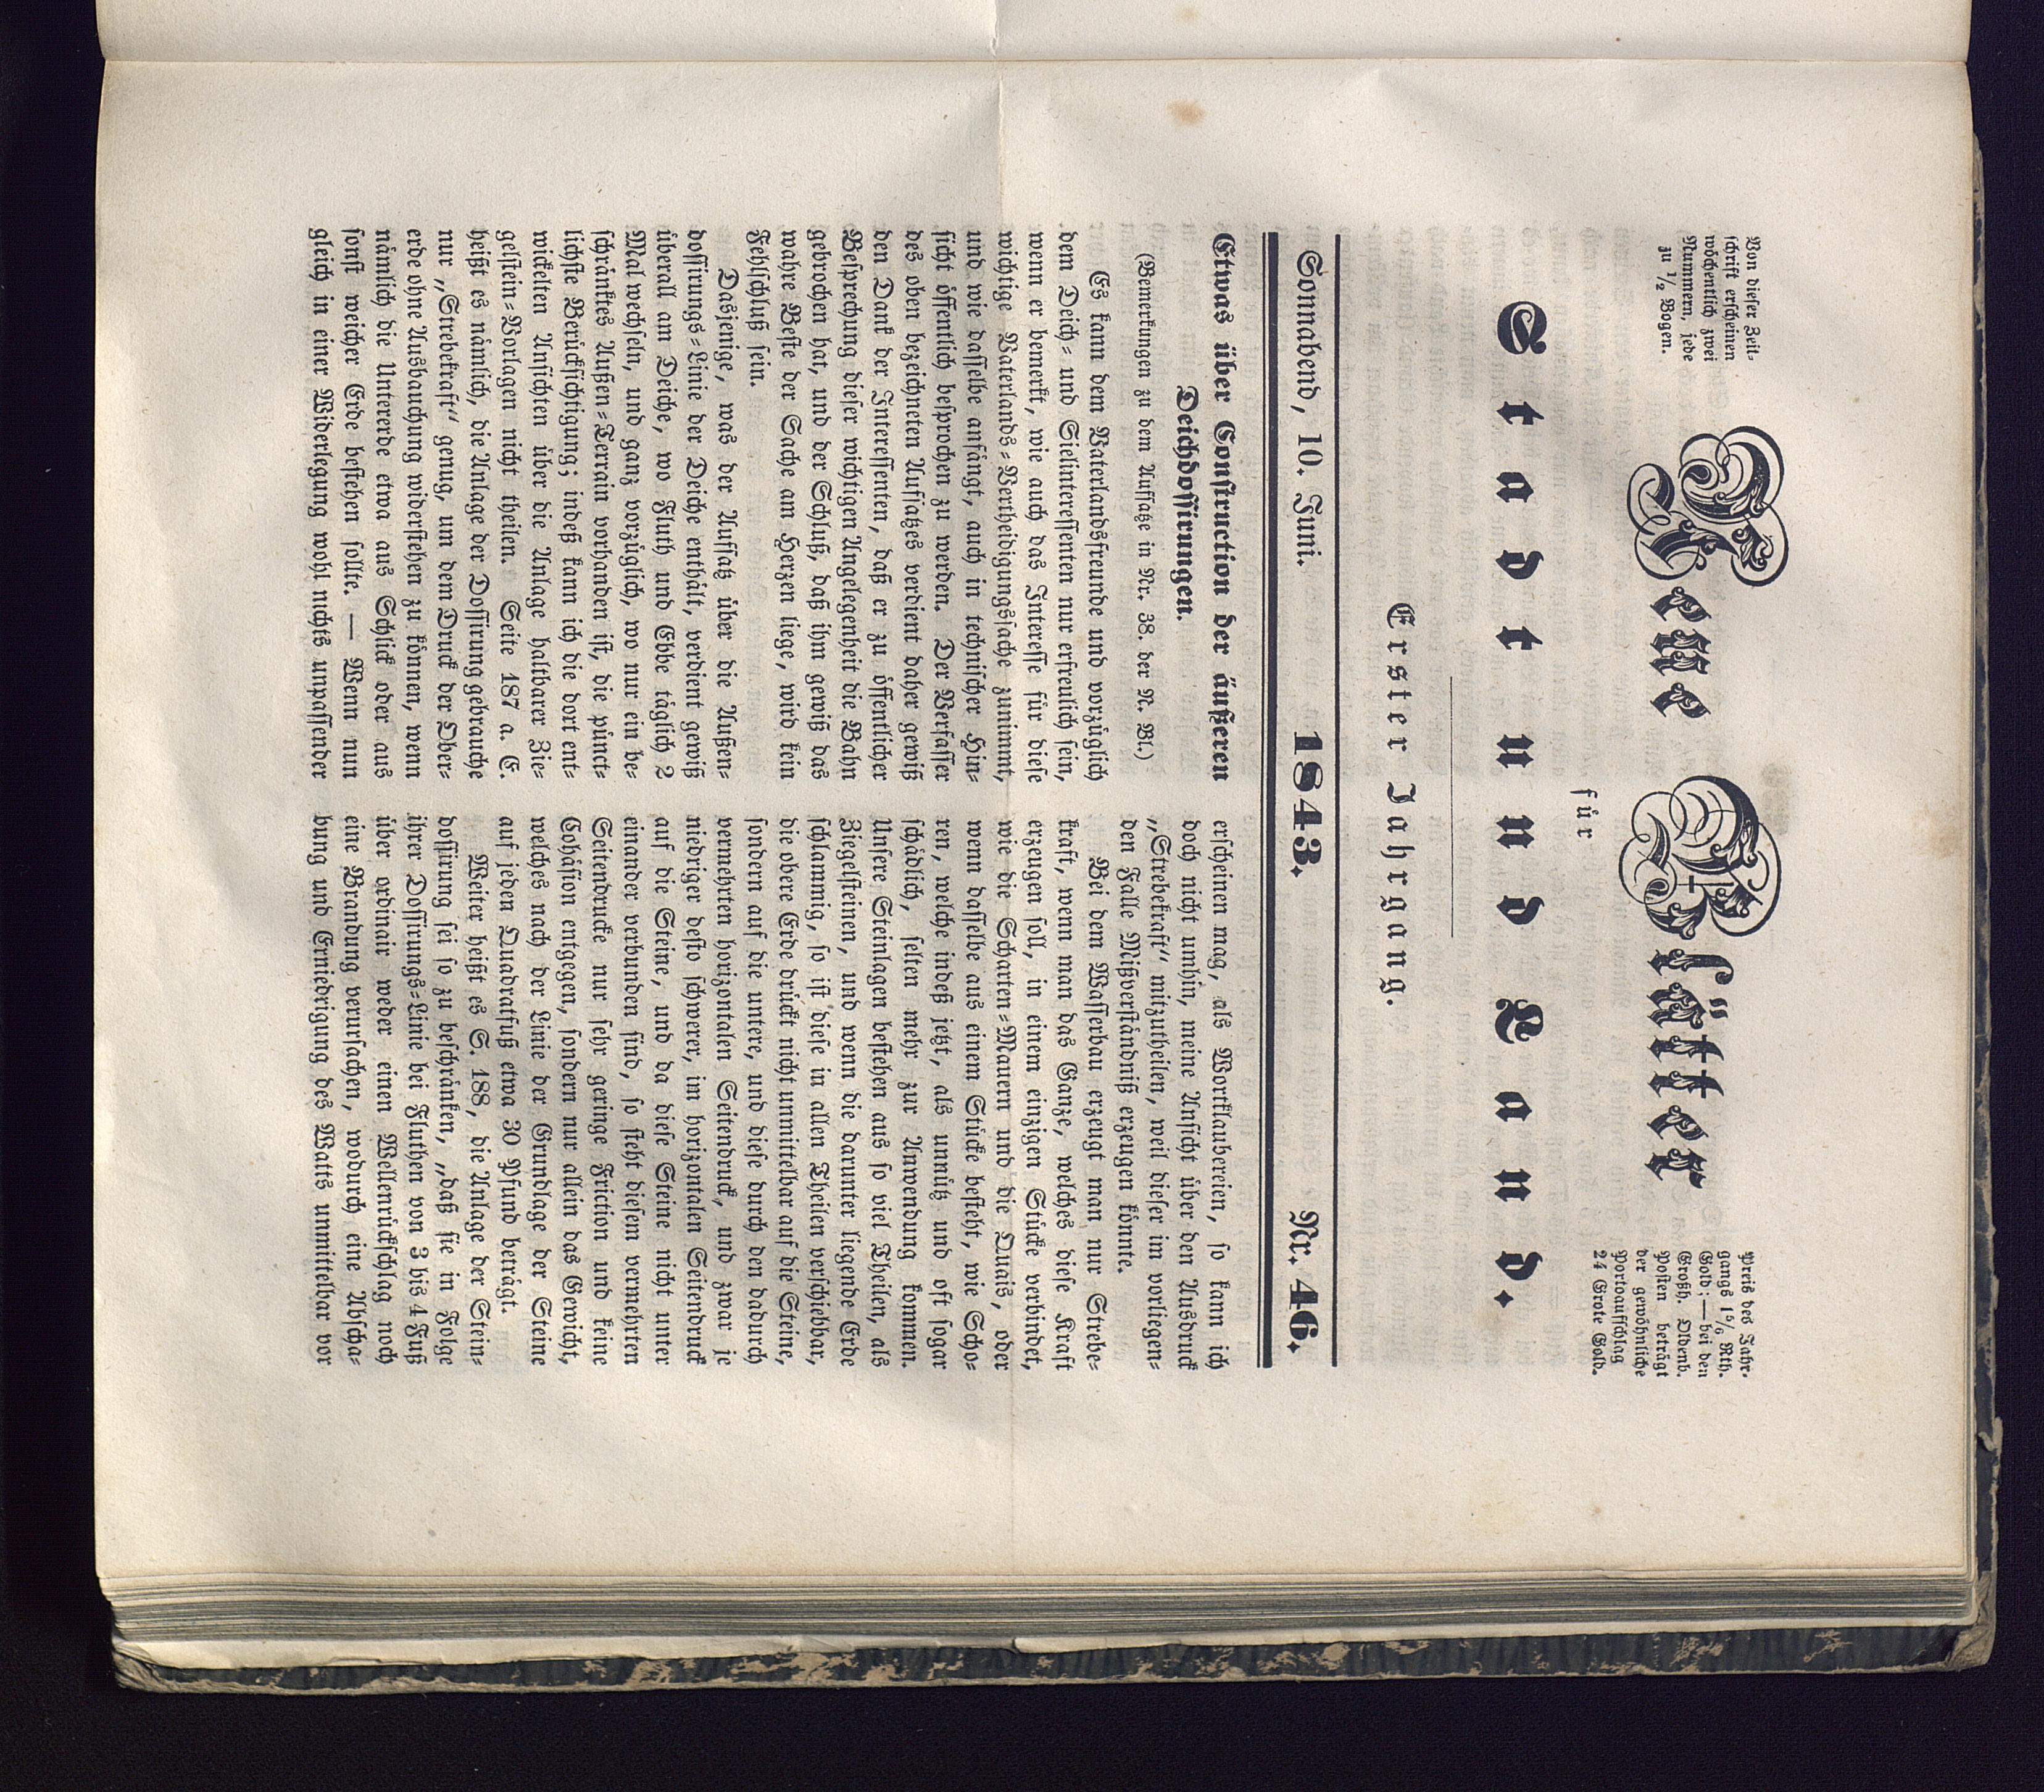 Von dieser Zeit-
schrift erscheinen
wöchentlich zwei
Nummern, jede
zu 1/2 Bogen.
Neue Blätter
Preis des Jahr-
gangs 1 5/6 Rth.
Gold; — bei den
Großh. Oldenb.
Posten beträgt
der gewöhnliche
Portoaufschlag
24 Grote Gold.
für
Stadt und Land.
Erster Jahrgang.
Sonnabend, 10. Juni. 1843. Nr. 46.
Etwas über Construction der äußeren
Deichdossirungen.
(Bemerkungen zu dem Aufsatze in Nr. 38. der N. Bl.)
Es kann dem Vaterlandsfreunde und vorzüglich
dem Deich- und Sielinteressenten nur erfreulich sein,
wenn er bemerkt, wie auch das Interesse für diese
wichtige Vaterlands-Vertheidigungssache zunimmt,
und wie dasselbe anfängt, auch in technischer Hin-
sicht öffentlich besprochen zu werden. Der Verfasser
des oben bezeichneten Aufsatzes verdient daher gewiß
den Dank der Interessenten, daß er zu öffentlicher
Besprechung dieser wichtigen Angelegenheit die Bahn
gebrochen hat, und der Schluß, daß ihm gewiß das
wahre Beste der Sache am Herzen liege, wird kein
Fehlschluß sein.
Dasjenige, was der Aufsatz über die Außen-
dossirungs-Linie der Deiche enthält, verdient gewiß
überall am Deiche, wo Fluth und Ebbe täglich 2
Mal wechseln, und ganz vorzüglich, wo nur ein be-
schränktes Außen-Terrain vorhanden ist, die pünct-
lichste Berücksichtigung; indeß kann ich die dort ent-
wickelten Ansichten über die Anlage haltbarer Zie-
gelstein-Vorlagen nicht theilen. Seite 187 a. E.
heißt es nämlich, die Anlage der Dossirung gebrauche
nur „Strebekraft“ genug, um dem Druck der Ober-
erde ohne Ausbauchung widerstehen zu können, wenn
nämlich die Untererde etwa aus Schlick oder aus
sonst weicher Erde bestehen sollte. — Wenn nun
gleich in einer Widerlegung wohl nichts unpassender
erscheinen mag, als Wortklaubereien, so kann ich
doch nicht umhin, meine Ansicht über den Ausdruck
„Strebekraft“ mitzutheilen, weil dieser im vorliegen-
den Falle Mißverständniß erzeugen könnte.
Bei dem Wasserbau erzeugt man nur Strebe-
kraft, wenn man das Ganze, welches diese Kraft
erzeugen soll, in einem einzigen Stücke verbindet,
wie die Scharten-Mauern und die Quais, oder
wenn dasselbe aus einem Stücke besteht, wie Scho-
ren, welche indeß jetzt, als unnütz und oft sogar
schädlich, selten mehr zur Anwendung kommen.
Unsere Steinlagen bestehen aus so viel Theilen, als
Ziegelsteinen, und wenn die darunter liegende Erde
schlammig, so ist diese in allen Theilen verschiebbar,
die obere Erde drückt nicht unmittelbar auf die Steine,
sondern auf die untere, und diese durch den dadurch
vermehrten horizontalen Seitendruck, und zwar je
niedriger desto schwerer, im horizontalen Seitendruck
auf die Steine, und da diese Steine nicht unter
einander verbunden sind, so steht diesen vermehrten
Seitendrucke nur sehr geringe Friction und keine
Cohäsion entgegen, sondern nur allein das Gewicht,
welches nach der Linie der Grundlage der Steine
auf jeden Quadratfuß etwa 30 Pfund beträgt.
Weiter heißt es S. 188, die Anlage der Stein-
dossirung sei so zu beschränken, „daß sie in Folge
ihrer Dossirungs-Linie bei Fluthen von 3 bis 4 Fuß
über ordinair weder einen Wellenrückschlag noch
eine Brandung verursachen, wodurch eine Abscha-
bung und Erniedrigung des Watts unmittelbar vor